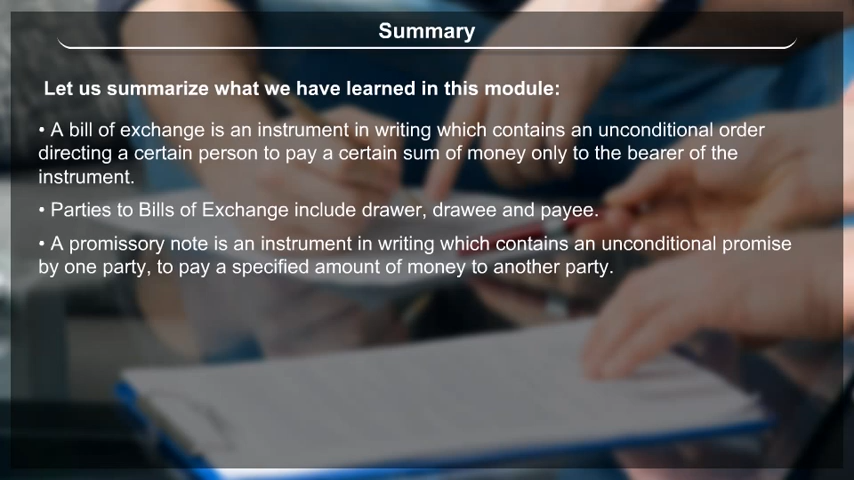 Summary
Let us summarize what we have learned in this module:
• A bill of exchange is an instrument in writing which contains an unconditional order
directing a certain person to pay a certain sum of money only to the bearer of the
instrument.
• Parties to Bills of Exchange include drawer, drawee and payee.
• A promissory note is an instrument in writing which contains an unconditional promise
by one party, to pay a specified amount of money to another party.